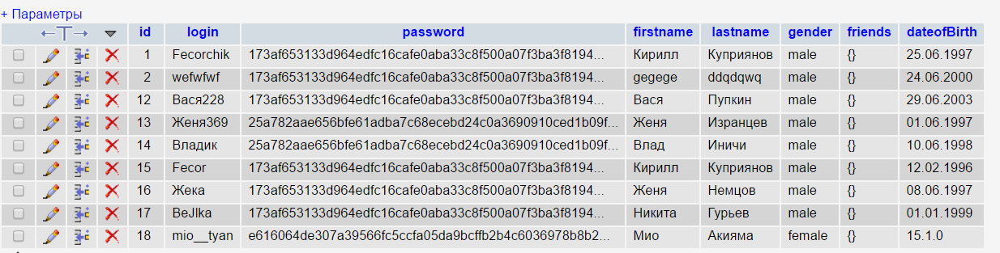 + Параметры
id login password firstname lastname gender friends dateofBirth
1 Fecorchik 173af653133d964edfc16cafe0aba33c8f500a07f3ba3f8194... Кирилл Куприянов male {} 25.06.1997
2 wefwfwf 173af653133d964edfc16cafe0aba33c8f500a07f3ba3f8194... gegege ddqdqwq male {} 24.06.2000
12 Вася228 173af653133d964edfc16cafe0aba33c8f500a07f3ba3f8194... Вася Пупкин male {} 29.06.2003
13 Женя369 25a782aae656bfe61adba7c68ecebd24c0a3690910ced1b09f... Женя Изранцев male {} 01.06.1997
14 Владик 25a782aae656bfe61adba7c68ecebd24c0a3690910ced1b09f... Влад Иничи male {} 10.06.1998
15 Fecor 173af653133d964edfc16cafe0aba33c8f500a07f3ba3f8194... Кирилл Куприянов male {} 12.02.1996
16 Жека 173af653133d964edfc16cafe0aba33c8f500a07f3ba3f8194... Женя Немцов male {} 08.06.1997
17 BeJlka 173af653133d964edfc16cafe0aba33c8f500a07f3ba3f8194... Никита Гурьев male {} 01.01.1999
18 mio__tyan e616064de307a39566fc5ccfa05da9bcffb2b4c6036978b8b2... Мио Акияма female {} 15.1.0